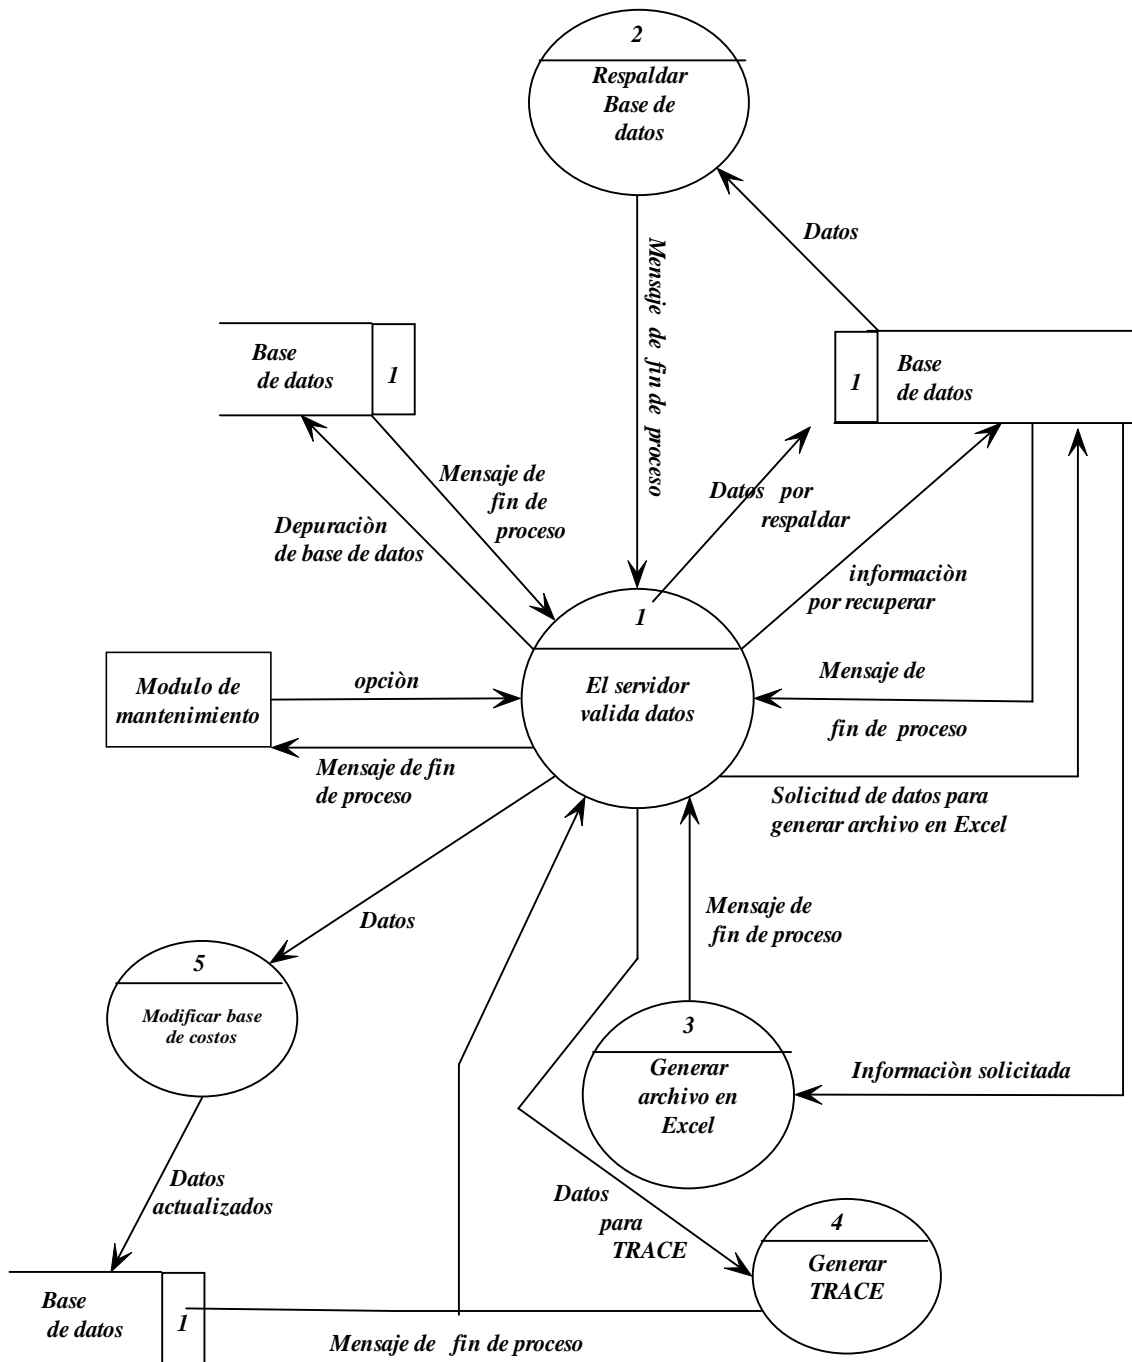 2
Respaldar
Base de
datos
Datos
Mensaje de fin de proceso
Base
de datos
1
1
Base
de datos
Mensaje de
fin de
proceso
Depuraciòn
de base de datos
Datos por
respaldar
informaciòn
por recuperar
1
El servidor
valida datos
Modulo de
mantenimiento
opciòn
Mensaje de
fin de proceso
Mensaje de fin
de proceso
Solicitud de datos para
generar archivo en Excel
Datos
Mensaje de
fin de proceso
5
Modificar base
de costos
3
Generar
archivo en
Excel
Informaciòn solicitada
Datos
actualizados
Datos
para
TRACE
4
Generar
TRACE
Base
de datos
1
Mensaje de fin de proceso